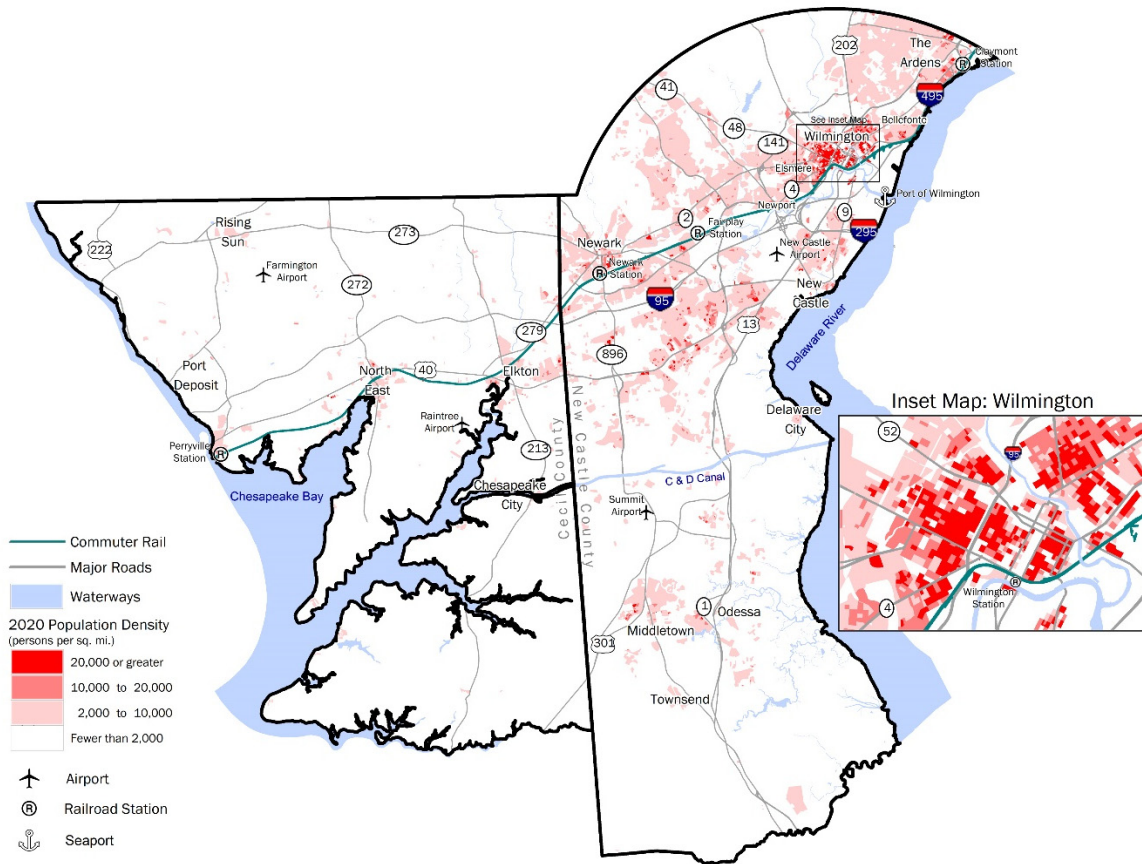 202
The
Ardens
Claymont
Station
R
41
495
48
See Inset Map
Bellefonte
Wilmington
141
Elsmere
4
Port of Wilmington
Newport
2
9
Fairplay
Station
R
295
Rising
Sun
273
222
Newark
New Castle
Airport
Farmington
Airport
Newark
Station
R
272
95
New
Castle
279
13
Delaware River
896
Port
Deposit
North
East
40
Elkton
New Castle County
Cecil County
Delaware
City
Inset Map: Wilmington
Raintree
Airport
52
95
Perryville
Station
R
213
C & D Canal
Chesapeake
City
Chesapeake Bay
Summit
Airport
Commuter Rail
Major Roads
Waterways
Wilmington
Station
R
4
2020 Population Density
(persons per sq. mi.)
20,000 or greater
10,000 to 20,000
2,000 to 10,000
Fewer than 2,000
1
Odessa
Middletown
301
Townsend
Airport
R
Railroad Station
Seaport